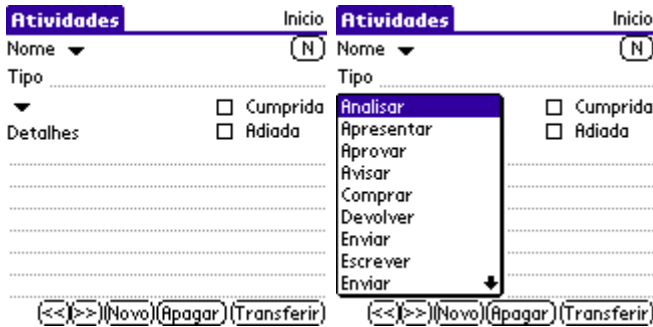 Atividades Inicio
Nome N
Tipo
Cumprida
Detalhes Adiada
<< >> Novo Apagar Transferir
Atividades Inicio
Nome N
Tipo
Analisar Cumprida
Apresentar Adiada
Aprovar
Avisar
Comprar
Devolver
Enviar
Escrever
Enviar
<< >> Novo Apagar Transferir